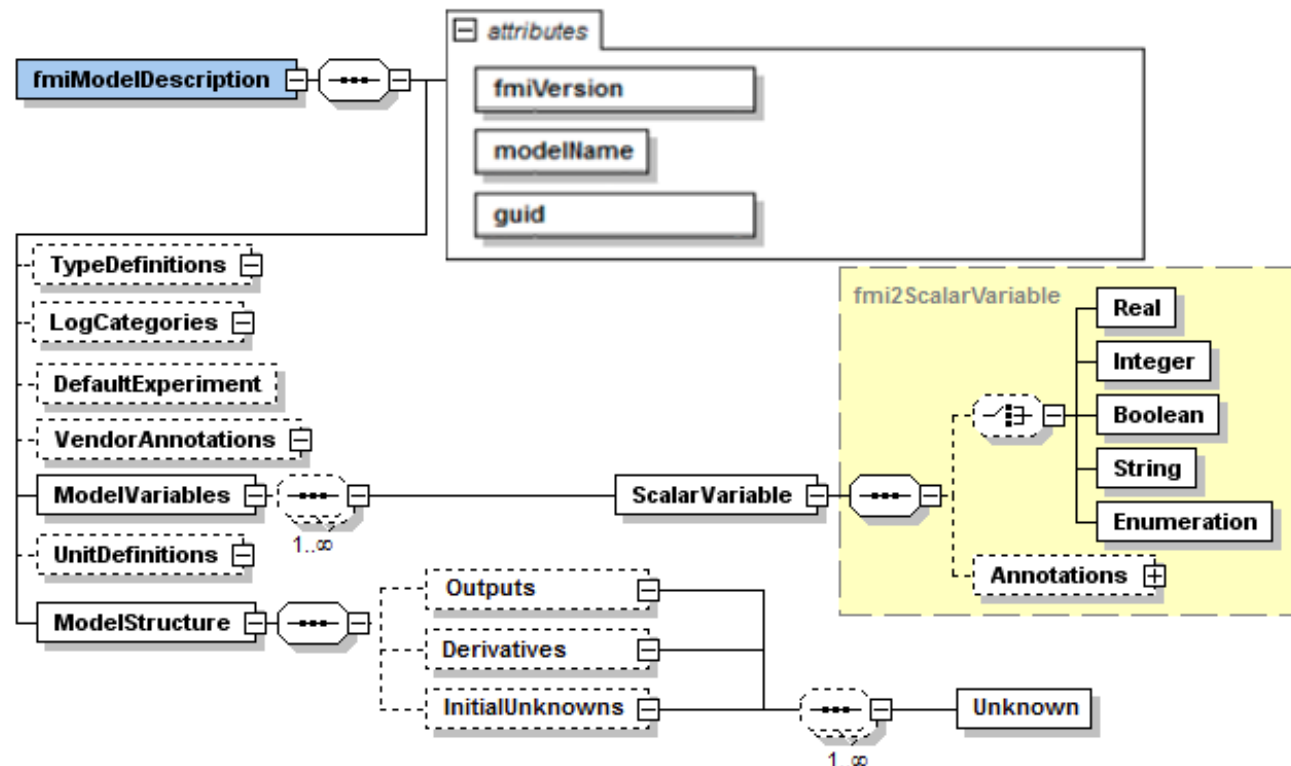 attributes
fmiModelDescription
fmiVersion
modelName
guid
TypeDefinitions
LogCategories
DefaultExperiment
VendorAnnotations
ModelVariables
1..∞
ScalarVariable
fmi2ScalarVariable
Real
Integer
Boolean
String
Enumeration
Annotations
UnitDefinitions
ModelStructure
Outputs
Derivatives
InitialUnknowns
1..∞
Unknown